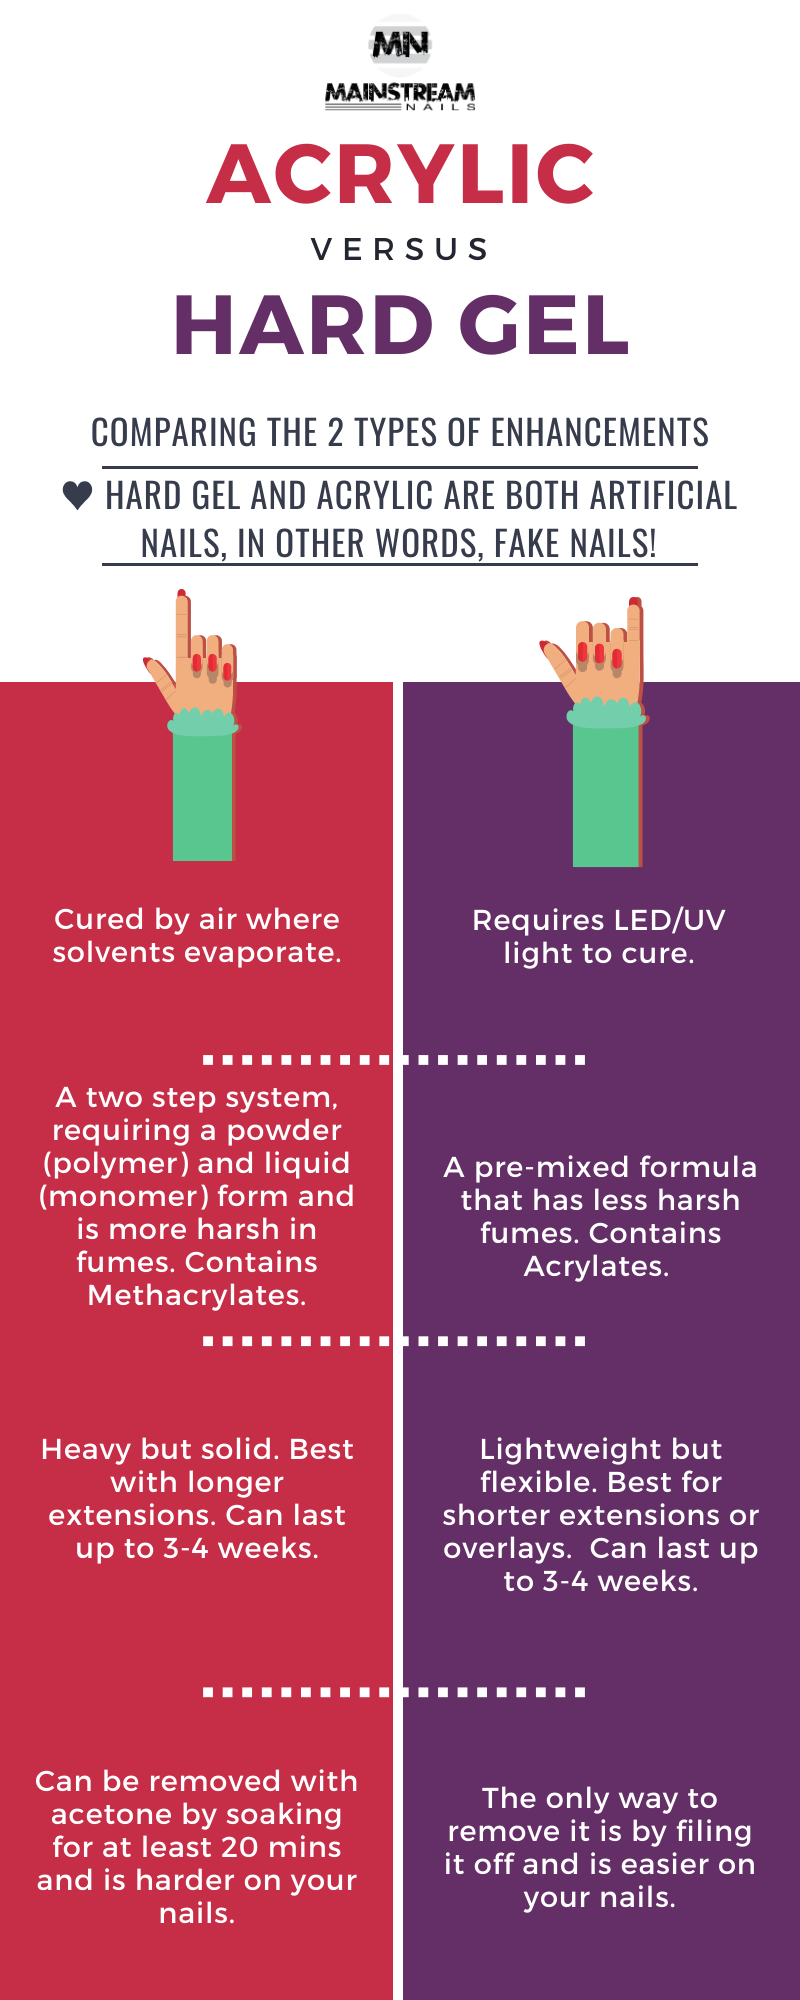 MN
MAINSTREAM
NAILS
ACRYLIC
VERSUS
HARD GEL
COMPARING THE 2 TYPES OF ENHANCEMENTS
♥ HARD GEL AND ACRYLIC ARE BOTH ARTIFICIAL
NAILS, IN OTHER WORDS, FAKE NAILS!
Cured by air where
solvents evaporate.
Requires LED/UV
light to cure.
A two step system,
requiring a powder
(polymer) and liquid
(monomer) form and
is more harsh in
fumes. Contains
Methacrylates.
A pre-mixed formula
that has less harsh
fumes. Contains
Acrylates.
Heavy but solid. Best
with longer
extensions. Can last
up to 3-4 weeks.
Lightweight but
flexible. Best for
shorter extensions or
overlays.  Can last up
to 3-4 weeks.
Can be removed with
acetone by soaking
for at least 20 mins
and is harder on your
nails.
The only way to
remove it is by filing
it off and is easier on
your nails.